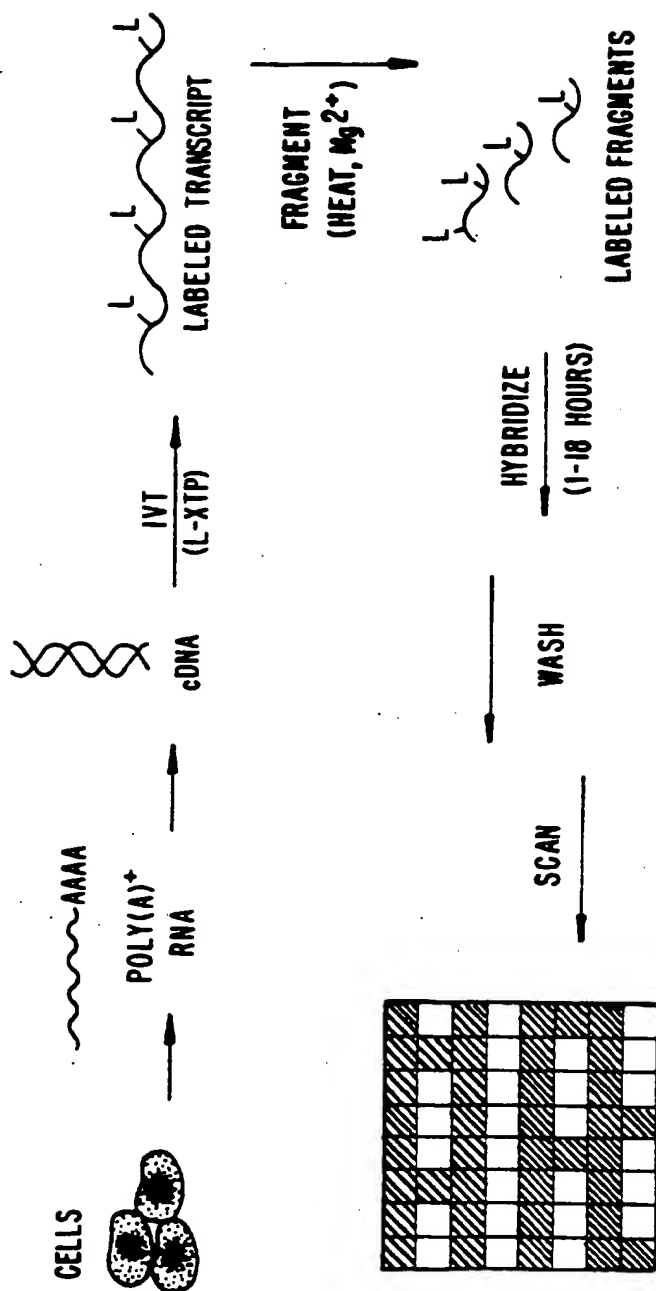 CELLS
AAAA
POLY(A)+
RNA
cDNA
IVT
(L-XTP)
L
L
L
L
LABELED TRANSCRIPT
FRAGMENT
(HEAT, Mg2+)
L
L
L
L
LABELED FRAGMENTS
HYBRIDIZE
(1-18 HOURS)
WASH
SCAN